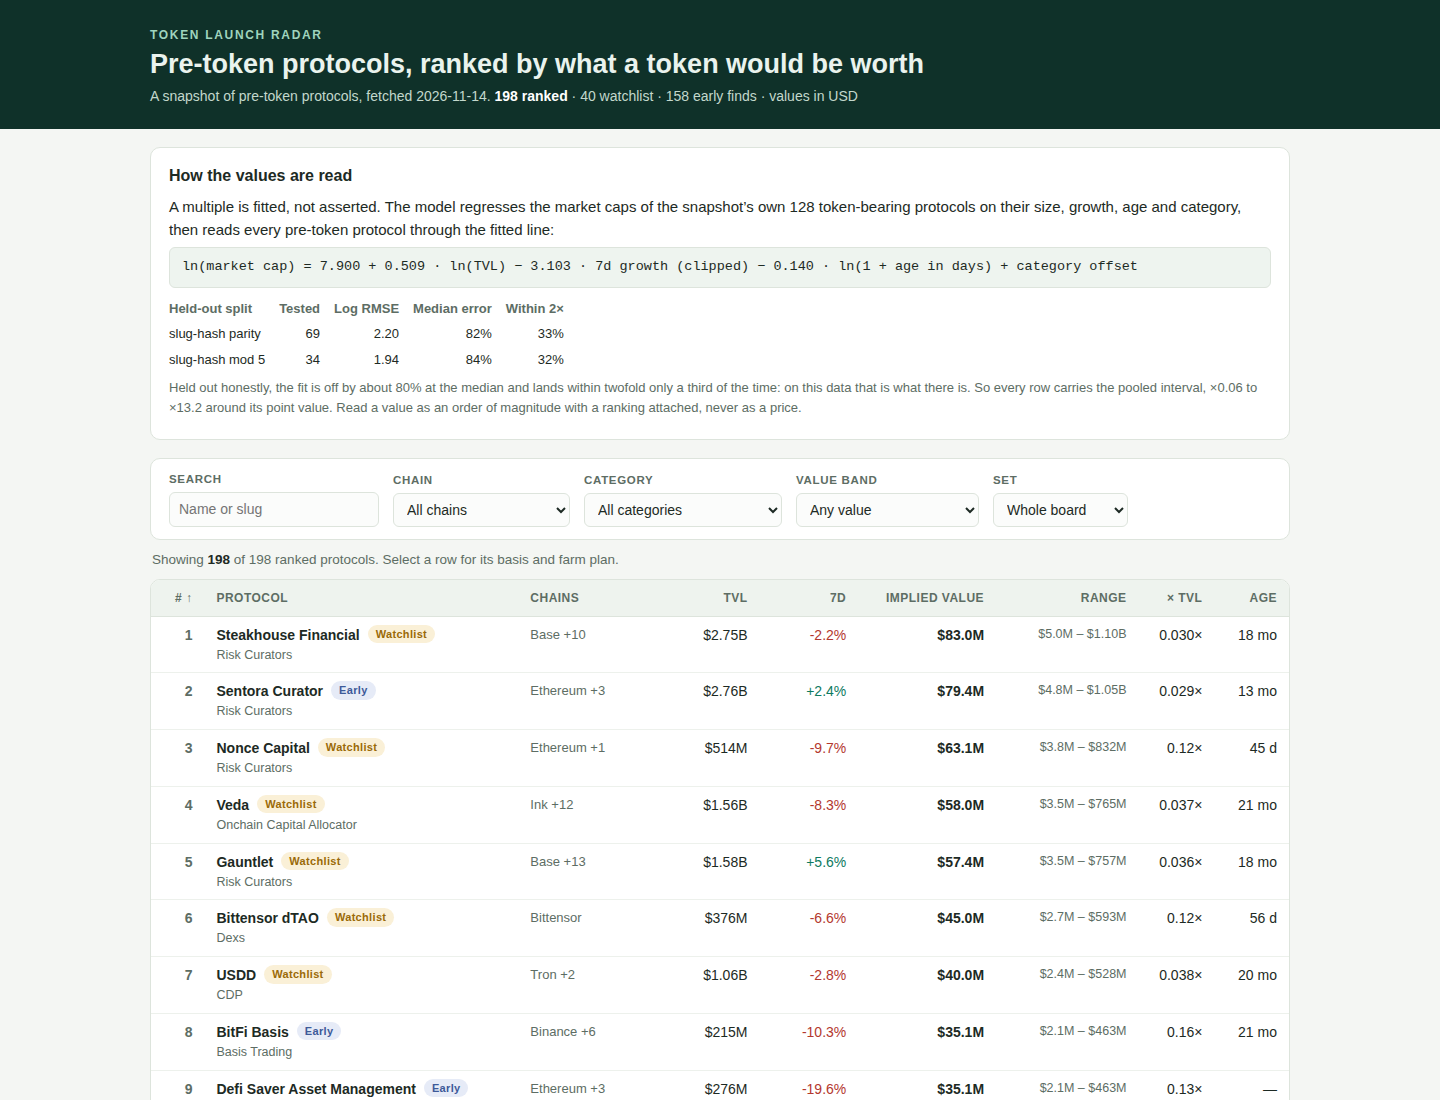 TOKEN LAUNCH RADAR
Pre-token protocols, ranked by what a token would be worth
A snapshot of pre-token protocols, fetched 2026-11-14. 198 ranked · 40 watchlist · 158 early finds · values in USD
How the values are read
A multiple is fitted, not asserted. The model regresses the market caps of the snapshot’s own 128 token-bearing protocols on their size, growth, age and category,
then reads every pre-token protocol through the fitted line:
ln(market cap) = 7.900 + 0.509 · ln(TVL) − 3.103 · 7d growth (clipped) − 0.140 · ln(1 + age in days) + category offset
Held-out split Tested Log RMSE Median error Within 2×
slug-hash parity 69 2.20 82% 33%
slug-hash mod 5 34 1.94 84% 32%
Held out honestly, the fit is off by about 80% at the median and lands within twofold only a third of the time: on this data that is what there is. So every row carries the pooled interval, ×0.06 to
×13.2 around its point value. Read a value as an order of magnitude with a ranking attached, never as a price.
SEARCH CHAIN CATEGORY VALUE BAND SET
Name or slug All chains All categories Any value Whole board
Showing 198 of 198 ranked protocols. Select a row for its basis and farm plan.
# ↑ PROTOCOL CHAINS TVL 7D IMPLIED VALUE RANGE × TVL AGE
1 Steakhouse Financial Watchlist Base +10 $2.75B -2.2% $83.0M $5.0M – $1.10B 0.030× 18 mo
Risk Curators
2 Sentora Curator Early Ethereum +3 $2.76B +2.4% $79.4M $4.8M – $1.05B 0.029× 13 mo
Risk Curators
3 Nonce Capital Watchlist Ethereum +1 $514M -9.7% $63.1M $3.8M – $832M 0.12× 45 d
Risk Curators
4 Veda Watchlist Ink +12 $1.56B -8.3% $58.0M $3.5M – $765M 0.037× 21 mo
Onchain Capital Allocator
5 Gauntlet Watchlist Base +13 $1.58B +5.6% $57.4M $3.5M – $757M 0.036× 18 mo
Risk Curators
6 Bittensor dTAO Watchlist Bittensor $376M -6.6% $45.0M $2.7M – $593M 0.12× 56 d
Dexs
7 USDD Watchlist Tron +2 $1.06B -2.8% $40.0M $2.4M – $528M 0.038× 20 mo
CDP
8 BitFi Basis Early Binance +6 $215M -10.3% $35.1M $2.1M – $463M 0.16× 21 mo
Basis Trading
9 Defi Saver Asset Management Early Ethereum +3 $276M -19.6% $35.1M $2.1M – $463M 0.13× —